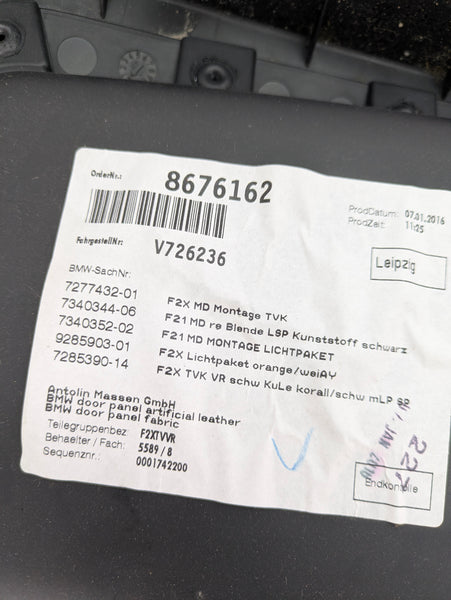 OrderNr.: 8676162
ProdDatum: 07.01.2016
ProdZeit: 11:25
FahrgestellNr: V726236
Leipzig
BMW-SachNr:
7277432-01 F2X MD Montage TVK
7340344-06 F21 MD re Blende LSP Kunststoff schwarz
7340352-02 F21 MD MONTAGE LICHTPAKET
9285903-01 F2X Lichtpaket orange/weiAY
7285390-14 F2X TVK VR schw KuLe korall/schw mLP
Antolin Massen GmbH
BMW door panel artificial leather
BMW door panel fabric
Teilegruppenbez: F2XTVVR
Behaelter / Fach: 5589 / 8
Sequenznr.: 0001742200
227
Endkontrolle